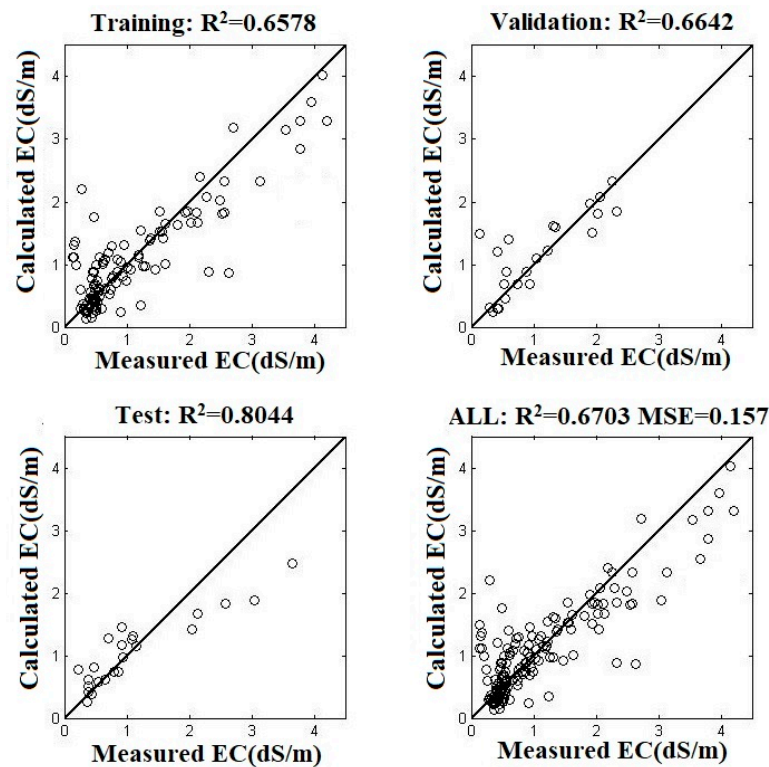 Training: R²=0.6578
Calculated EC(dS/m)
4
3
2
1
0
0 1 2 3 4
Measured EC(dS/m)
Validation: R²=0.6642
Calculated EC(dS/m)
4
3
2
1
0
0 1 2 3 4
Measured EC(dS/m)
Test: R²=0.8044
Calculated EC(dS/m)
4
3
2
1
0
0 1 2 3 4
Measured EC(dS/m)
ALL: R²=0.6703 MSE=0.157
Calculated EC(dS/m)
4
3
2
1
0
0 1 2 3 4
Measured EC(dS/m)